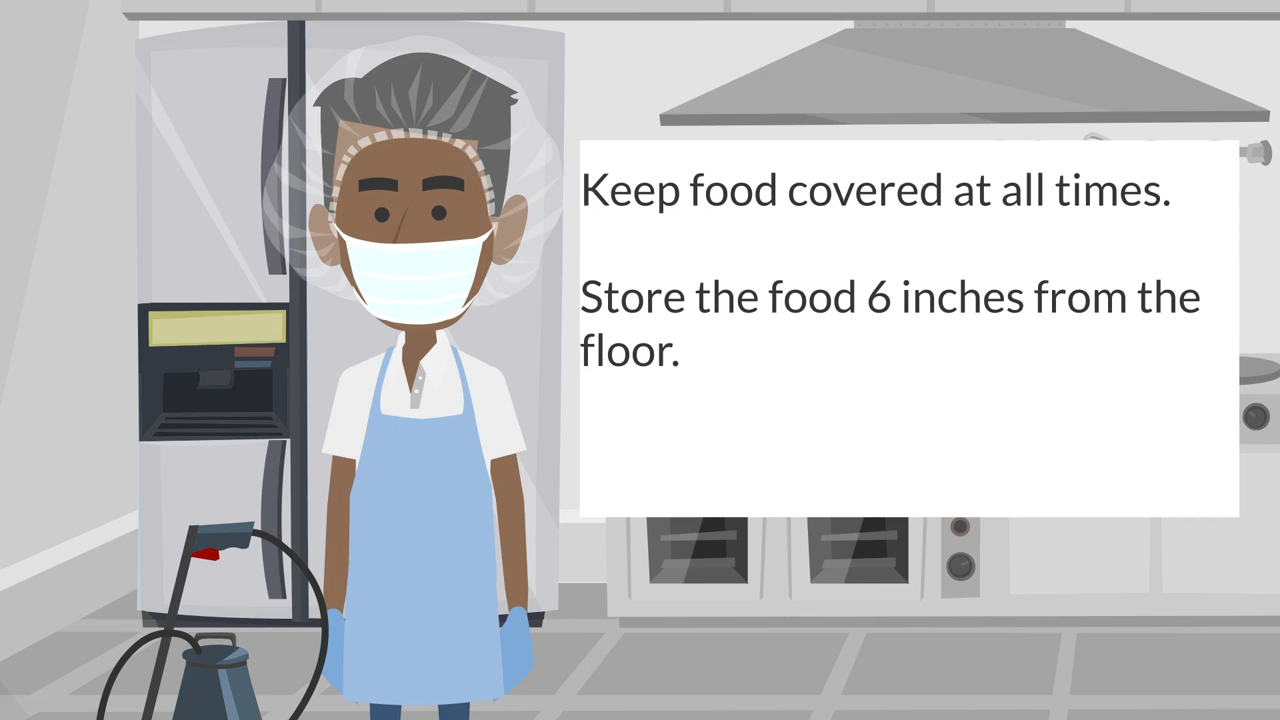 Keep food covered at all times.
Store the food 6 inches from the
floor.